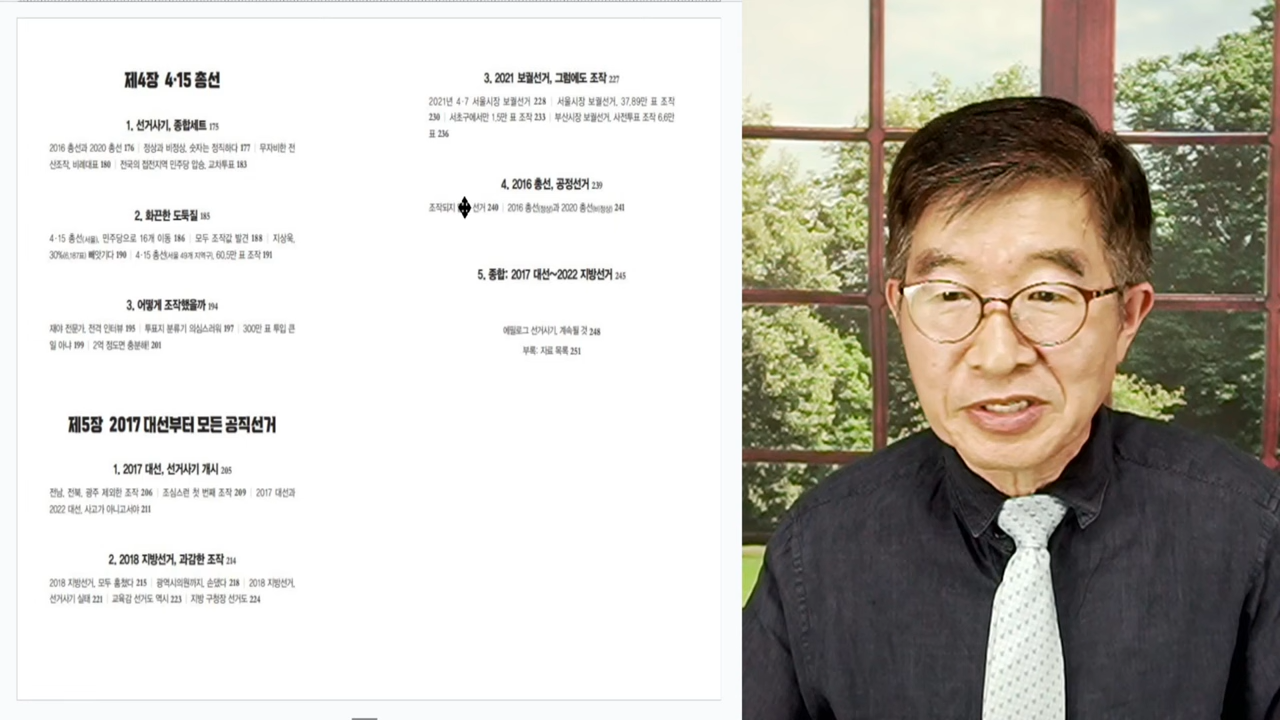 제4장 4·15 총선
1. 선거사기, 종합세트 175
2016 총선과 2020 총선 176 | 정상과 비정상, 숫자는 정직하다 177 | 무자비한 전
산조작, 비례대표 180 | 전국의 접전지역 민주당 압승, 교차투표 183
2. 화끈한 도둑질 185
4·15 총선(서울), 민주당으로 16개 이동 186 | 모두 조작값 발견 188 | 지상욱,
30%(8,187표) 빼앗기다 190 | 4·15 총선(서울 49개 지역구), 60.5만 표 조작 191
3. 어떻게 조작했을까 194
재야 전문가, 전격 인터뷰 195 | 투표지 분류기 의심스러워 197 | 300만 표 투입 큰
일 아냐 199 | 2억 정도면 충분해! 201
제5장 2017 대선부터 모든 공직선거
1. 2017 대선, 선거사기 개시 205
전남, 전북, 광주 제외한 조작 206 | 조심스런 첫 번째 조작 209 | 2017 대선과
2022 대선, 사고가 아니고서야 211
2. 2018 지방선거, 과감한 조작 214
2018 지방선거, 모두 훔쳤다 215 | 광역시의원까지, 손댔다 218 | 2018 지방선거,
선거사기 실태 221 | 교육감 선거도 역시 223 | 지방 구청장 선거도 224
3. 2021 보궐선거, 그럼에도 조작 227
2021년 4·7 서울시장 보궐선거 228 | 서울시장 보궐선거, 37.89만 표 조작
230 | 서초구에서만 1.5만 표 조작 233 | 부산시장 보궐선거, 사전투표 조작 6.6만
표 236
4. 2016 총선, 공정선거 239
조작되지 선거 240 | 2016 총선(정상)과 2020 총선(비정상) 241
5. 종합: 2017 대선~2022 지방선거 245
에필로그 선거사기, 계속될 것 248
부록: 자료 목록 251